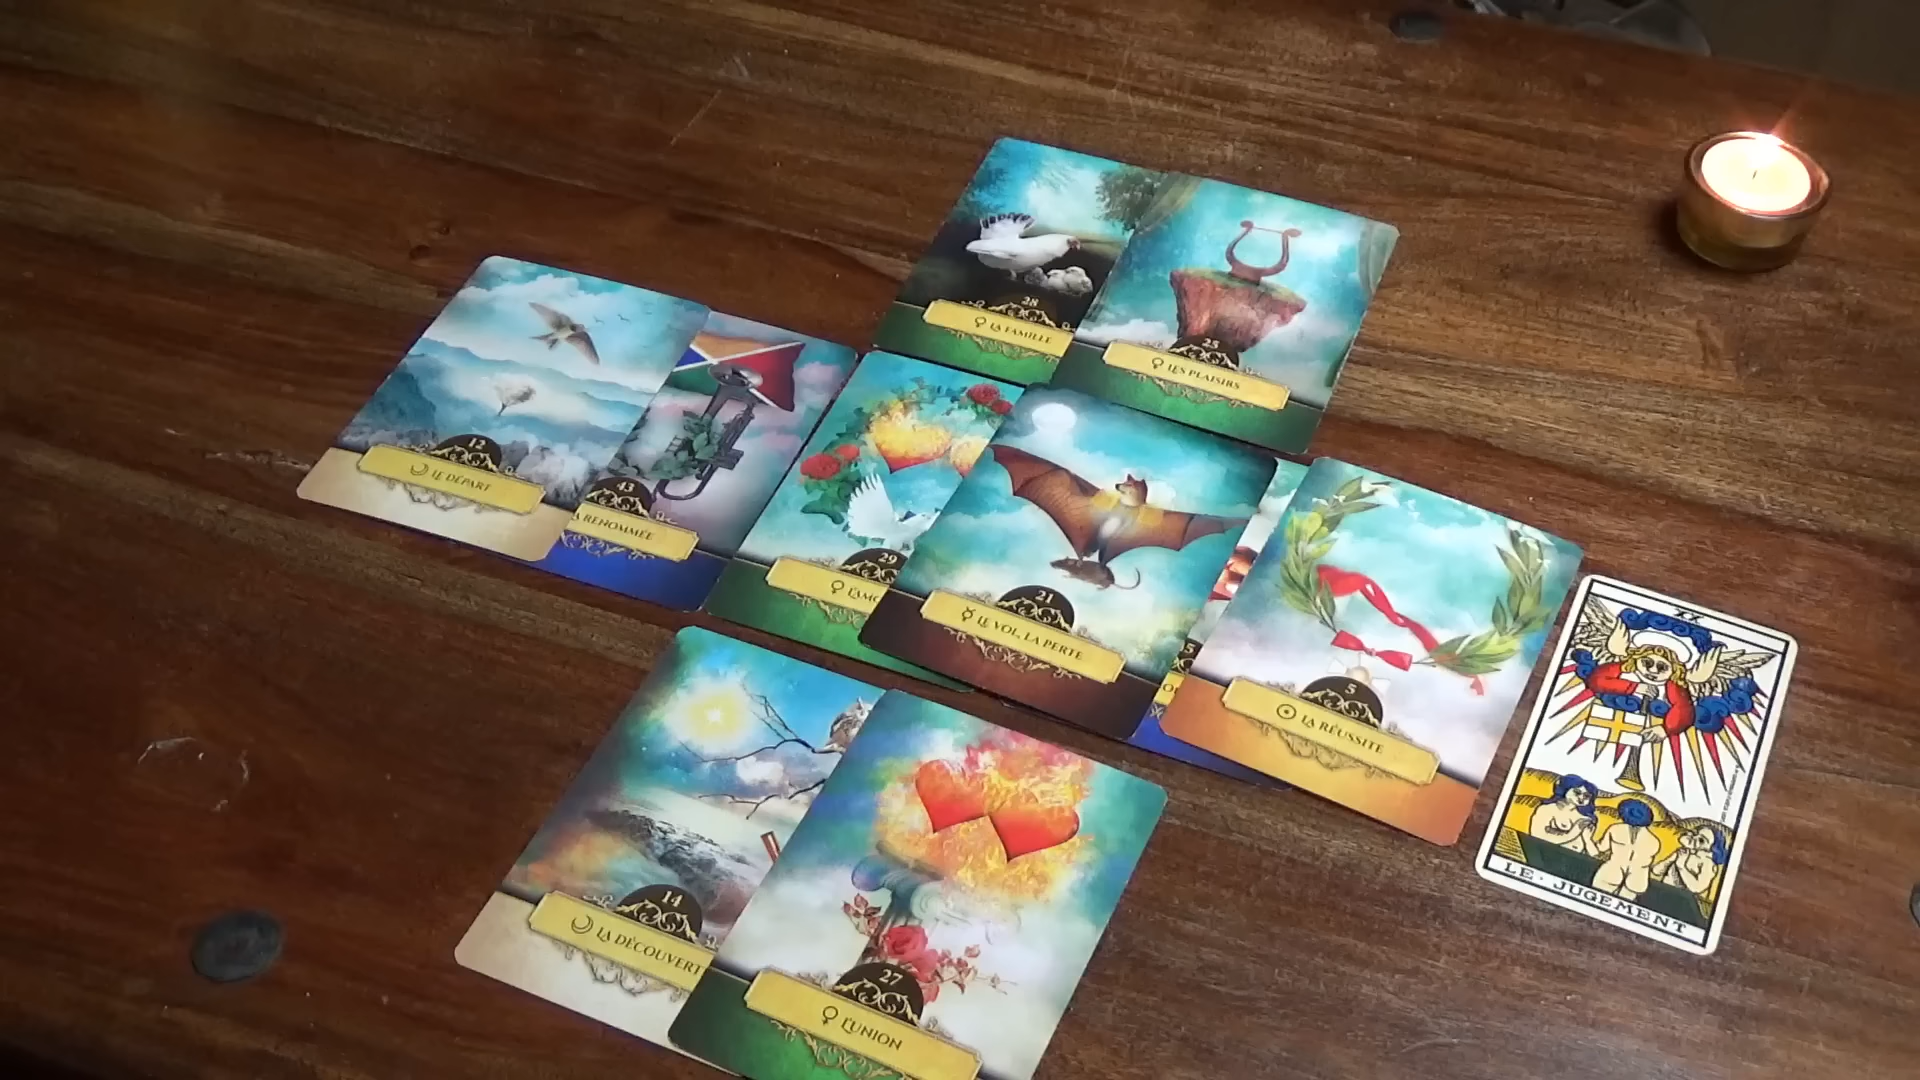 28
LA FAMILLE
25
LES PLAISIRS
12
LE DÉPART
43
RENOMMÉE
29
L'AMO
21
LE VOL, LA PERTE
5
LA RÉUSSITE
XX
LE · JUGEMENT
14
LA DÉCOUVERT
27
L'UNION